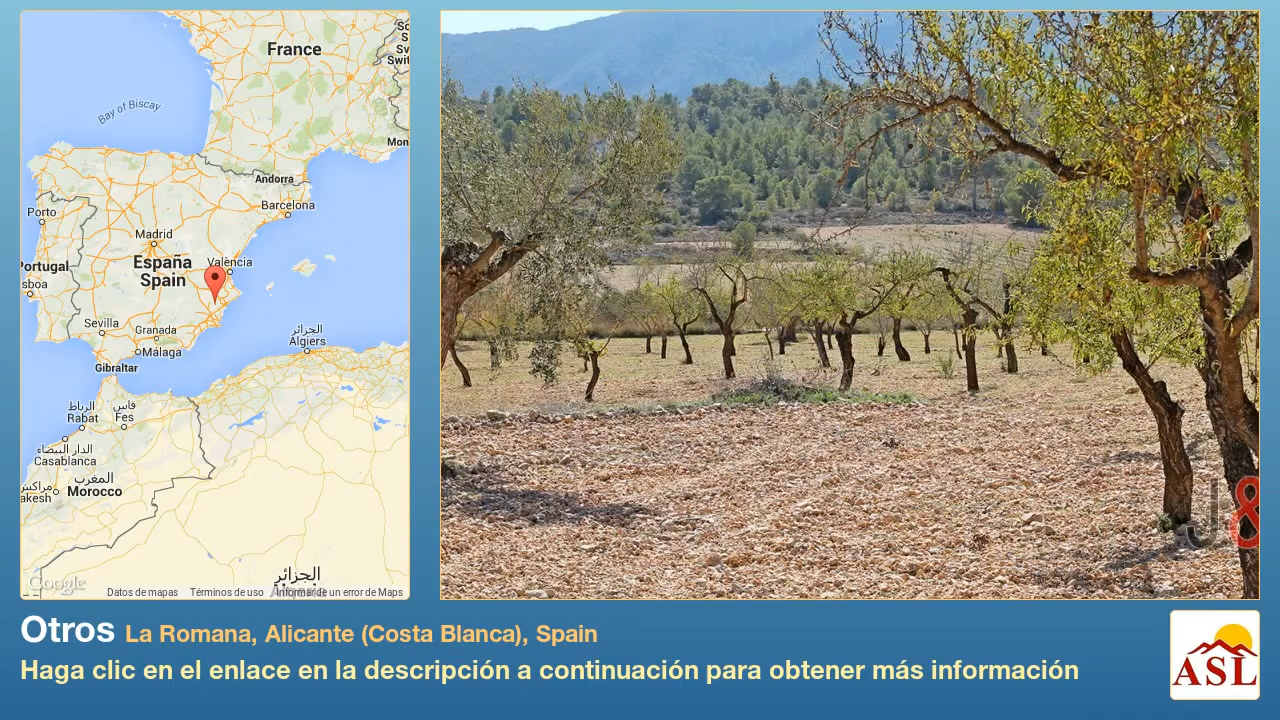 France
Bay of Biscay
Andorra
Barcelona
Porto
Madrid
España
Spain
València
Portugal
Sevilla
Granada
Málaga
Gibraltar
الجزائر
Algiers
الرباط
Rabat
فاس
Fes
الدار البيضاء
Casablanca
المغرب
Morocco
مراكش
akesh
الجزائر
Google
Datos de mapas
Términos de uso
Informar de un error de Maps
J&
Otros La Romana, Alicante (Costa Blanca), Spain
Haga clic en el enlace en la descripción a continuación para obtener más información
ASL